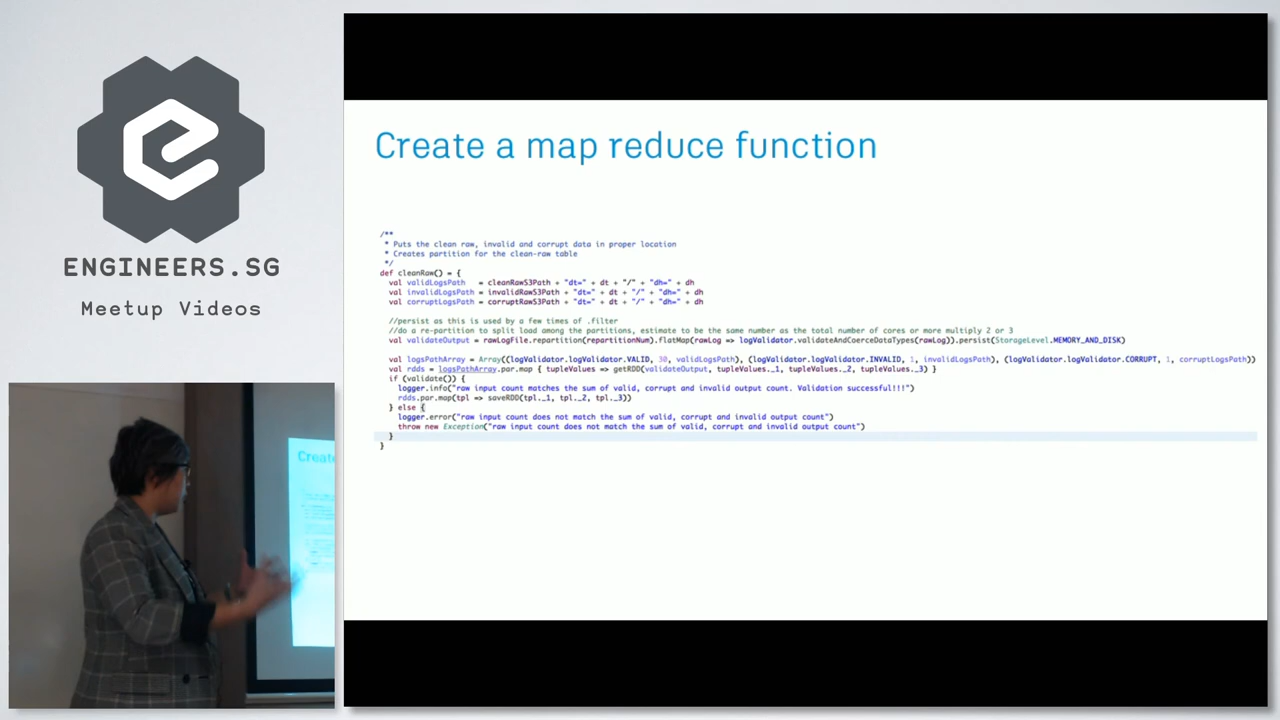 ENGINEERS.SG
Meetup Videos
Create a map reduce function
/**
* Puts the clean raw, invalid and corrupt data in proper location
* Creates partition for the clean-raw table
*/
def cleanRaw() = {
val validLogsPath = cleanRawS3Path + "dt=" + dt + "/" + "dh=" + dh
val invalidLogsPath = invalidRawS3Path + "dt=" + dt + "/" + "dh=" + dh
val corruptLogsPath = corruptRawS3Path + "dt=" + dt + "/" + "dh=" + dh
//persist as this is used by a few times of .filter
//do a re-partition to split load among the partitions, estimate to be the same number as the total number of cores or more multiply 2 or 3
val validateOutput = rawLogFile.repartition(repartitionNum).flatMap(rawLog => logValidator.validateAndCoerceDataTypes(rawLog)).persist(StorageLevel.MEMORY_AND_DISK)
val logsPathArray = Array((logValidator.logValidator.VALID, 30, validLogsPath), (logValidator.logValidator.INVALID, 1, invalidLogsPath), (logValidator.logValidator.CORRUPT, 1, corruptLogsPath))
val rdds = logsPathArray.par.map { tupleValues => getRDD(validateOutput, tupleValues._1, tupleValues._2, tupleValues._3) }
if (validate()) {
logger.info("raw input count matches the sum of valid, corrupt and invalid output count. Validation successful!!!")
rdds.par.map(tpl => saveRDD(tpl._1, tpl._2, tpl._3))
} else {
logger.error("raw input count does not match the sum of valid, corrupt and invalid output count")
throw new Exception("raw input count does not match the sum of valid, corrupt and invalid output count")
}
}
Create